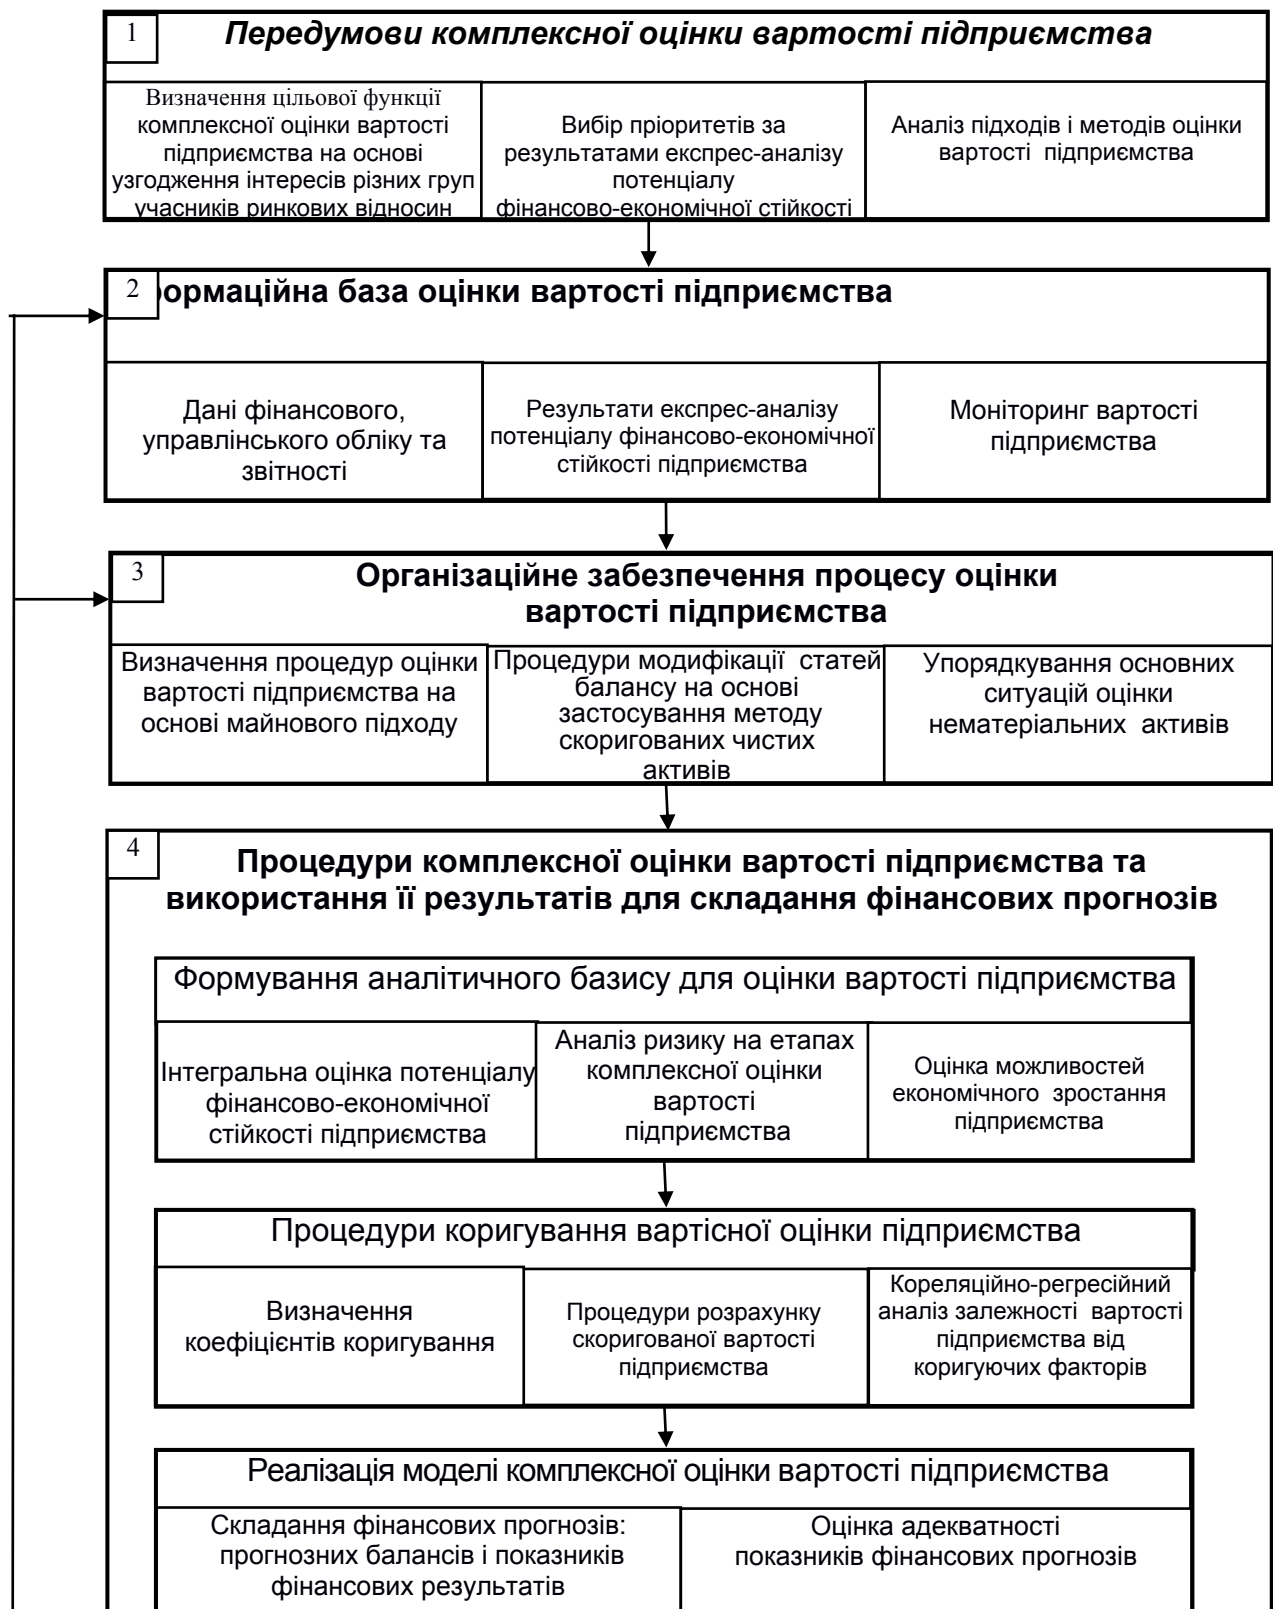 1
Передумови комплексної оцінки вартості підприємства
Визначення цільової функції
комплексної оцінки вартості
підприємства на основі
узгодження інтересів різних груп
учасників ринкових відносин
Вибір пріоритетів за
результатами експрес-аналізу
потенціалу
фінансово-економічної стійкості
Аналіз підходів і методів оцінки
вартості підприємства
2
формаційна база оцінки вартості підприємства
Дані фінансового,
управлінського обліку та
звітності
Результати експрес-аналізу
потенціалу фінансово-економічної
стійкості підприємства
Моніторинг вартості
підприємства
3
Організаційне забезпечення процесу оцінки
вартості підприємства
Визначення процедур оцінки
вартості підприємства на
основі майнового підходу
Процедури модифікації статей
балансу на основі
застосування методу
скоригованих чистих
активів
Упорядкування основних
ситуацій оцінки
нематеріальних активів
4
Процедури комплексної оцінки вартості підприємства та
використання її результатів для складання фінансових прогнозів
Формування аналітичного базису для оцінки вартості підприємства
Інтегральна оцінка потенціалу
фінансово-економічної
стійкості підприємства
Аналіз ризику на етапах
комплексної оцінки
вартості
підприємства
Оцінка можливостей
економічного зростання
підприємства
Процедури коригування вартісної оцінки підприємства
Визначення
коефіцієнтів коригування
Процедури розрахунку
скоригованої вартості
підприємства
Кореляційно-регресійний
аналіз залежності вартості
підприємства від
коригуючих факторів
Реалізація моделі комплексної оцінки вартості підприємства
Складання фінансових прогнозів:
прогнозних балансів і показників
фінансових результатів
Оцінка адекватності
показників фінансових прогнозів